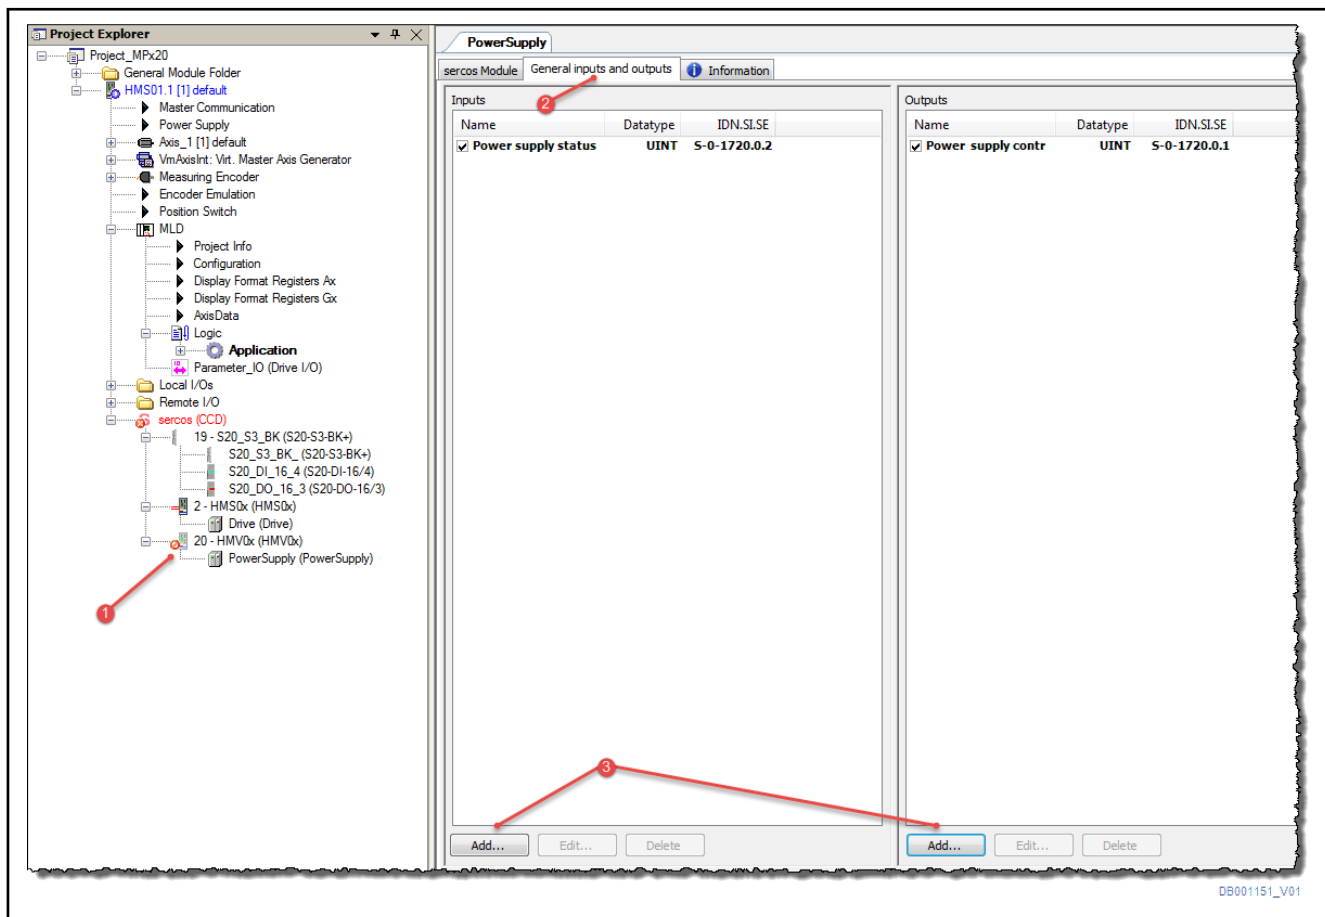 Project Explorer
Project_MPx20
General Module Folder
HMS01.1 [1] default
Master Communication
Power Supply
Axis_1 [1] default
VmAxisInt: Virt. Master Axis Generator
Measuring Encoder
Encoder Emulation
Position Switch
MLD
Project Info
Configuration
Display Format Registers Ax
Display Format Registers Gx
AxisData
Logic
Application
Parameter_IO (Drive I/O)
Local I/Os
Remote I/O
sercos (CCD)
19 - S20_S3_BK (S20-S3-BK+)
S20_S3_BK_ (S20-S3-BK+)
S20_DI_16_4 (S20-DI-16/4)
S20_DO_16_3 (S20-DO-16/3)
2 - HMS0x (HMS0x)
Drive (Drive)
20 - HMV0x (HMV0x)
PowerSupply (PowerSupply)
1
PowerSupply
sercos Module General inputs and outputs Information
2
Inputs
Name Datatype IDN.SI.SE
Power supply status UINT S-0-1720.0.2
Outputs
Name Datatype IDN.SI.SE
Power supply contr UINT S-0-1720.0.1
3
Add... Edit... Delete
Add... Edit... Delete
DB001151_V01